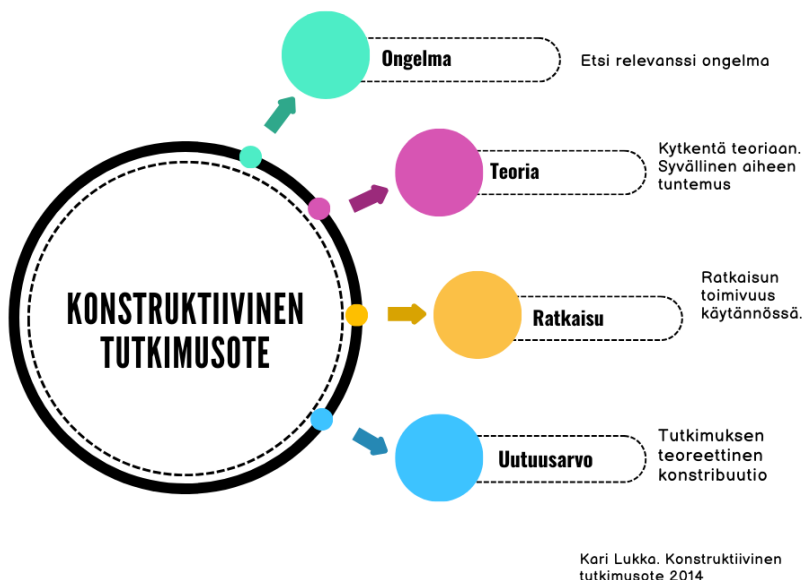 Ongelma
Etsi relevanssi ongelma
Teoria
Kytkentä teoriaan.
Syvällinen aiheen
tuntemus
KONSTRUKTIIVINEN
TUTKIMUSOTE
Ratkaisu
Ratkaisun
toimivuus
käytännössä.
Uutuusarvo
Tutkimuksen
teoreettinen
konstribuutio
Kari Lukka. Konstruktiivinen
tutkimusote 2014